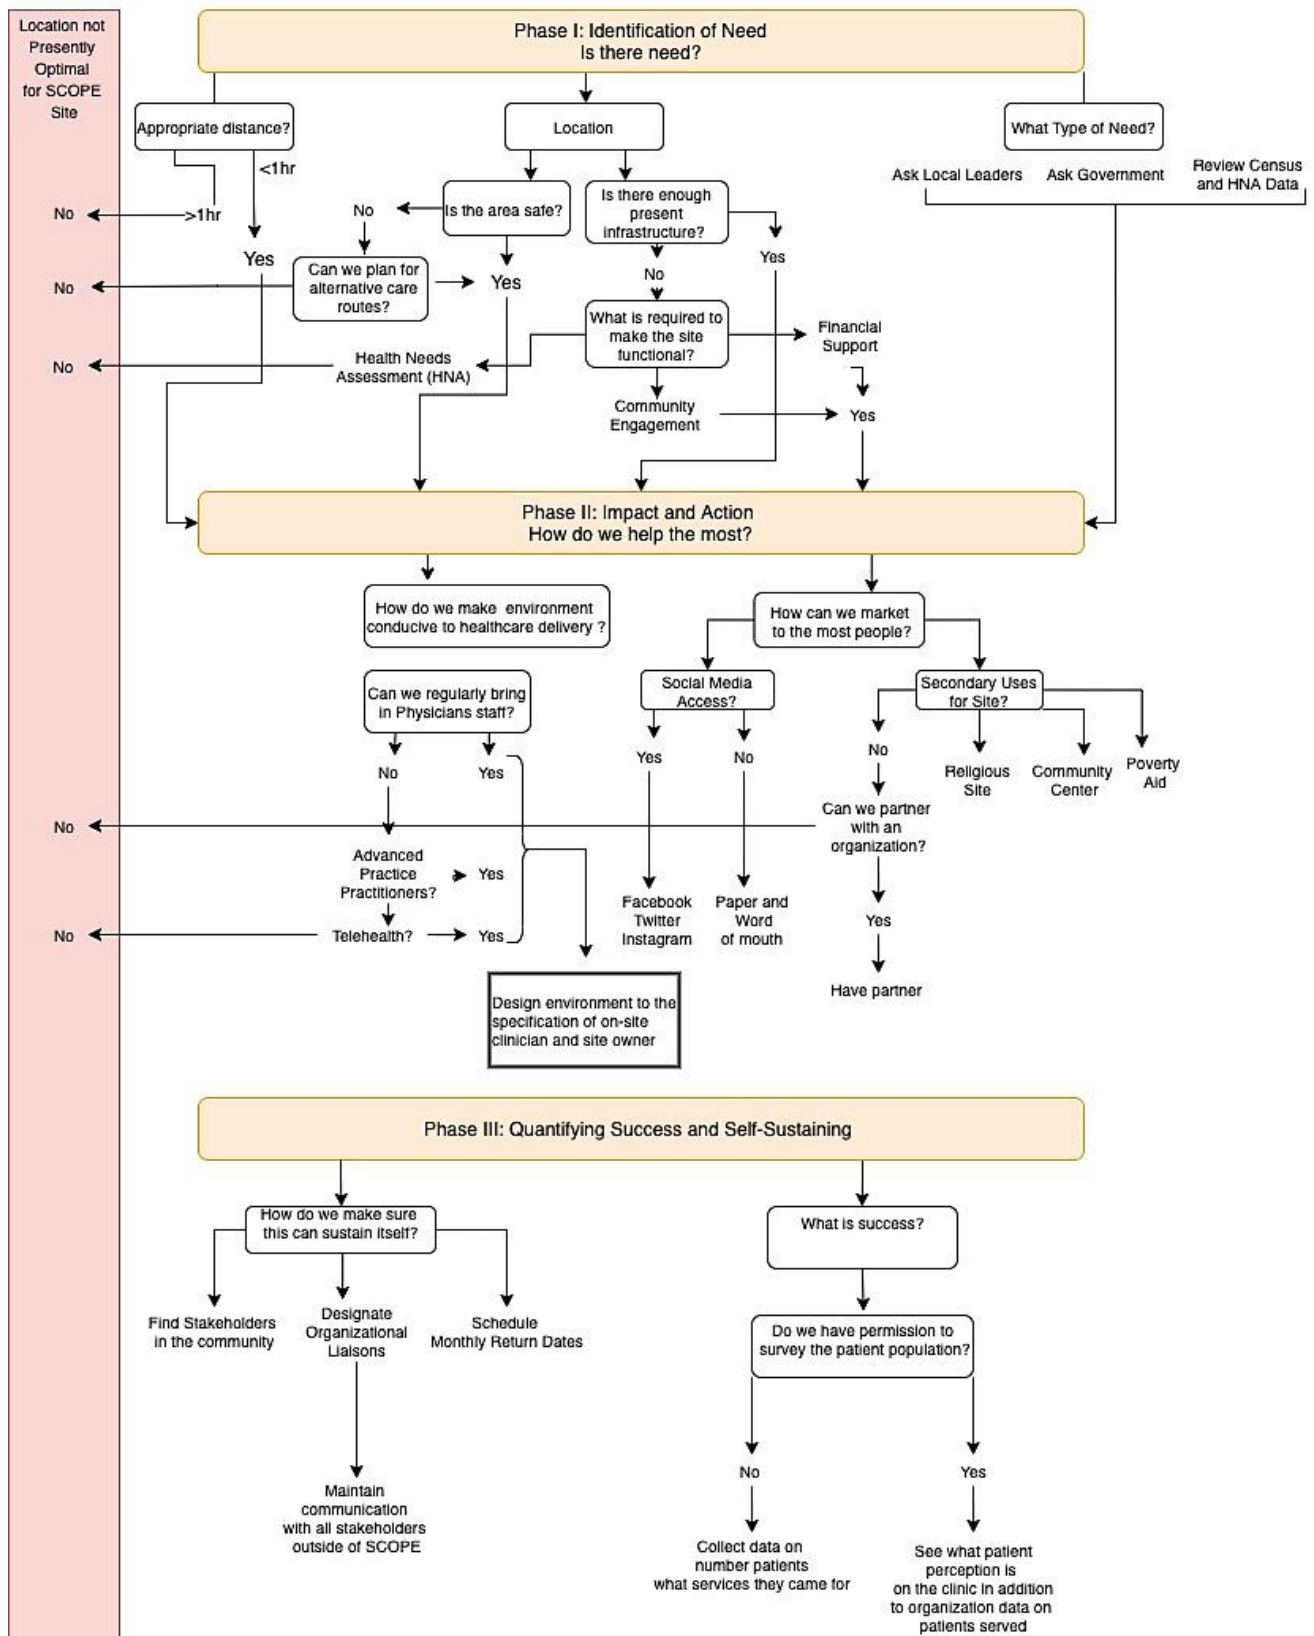 Location not
Presently
Optimal
for SCOPE
Site
Phase I: Identification of Need
Is there need?
Appropriate distance?
Location
What Type of Need?
<1hr
>1hr
No
Yes
Ask Local Leaders
Ask Government
Review Census
and HNA Data
No
Is the area safe?
Is there enough
present
infrastructure?
Yes
No
Can we plan for
alternative care
routes?
Yes
No
No
What is required to
make the site
functional?
Financial
Support
Health Needs
Assessment (HNA)
No
Community
Engagement
Yes
Phase II: Impact and Action
How do we help the most?
How do we make environment
conducive to healthcare delivery ?
How can we market
to the most people?
Can we regularly bring
in Physicians staff?
Social Media
Access?
Secondary Uses
for Site?
No
Yes
Yes
No
No
Religious
Site
Community
Center
Poverty
Aid
No
Can we partner
with an
organization?
Advanced
Practice
Practitioners?
Yes
Facebook
Twitter
Instagram
Paper and
Word
of mouth
Yes
No
Telehealth?
Yes
Have partner
Design environment to the
specification of on-site
clinician and site owner
Phase III: Quantifying Success and Self-Sustaining
How do we make sure
this can sustain itself?
What is success?
Find Stakeholders
in the community
Designate
Organizational
Liaisons
Schedule
Monthly Return Dates
Do we have permission to
survey the patient population?
Maintain
communication
with all stakeholders
outside of SCOPE
No
Yes
Collect data on
number patients
what services they came for
See what patient
perception is
on the clinic in addition
to organization data on
patients served